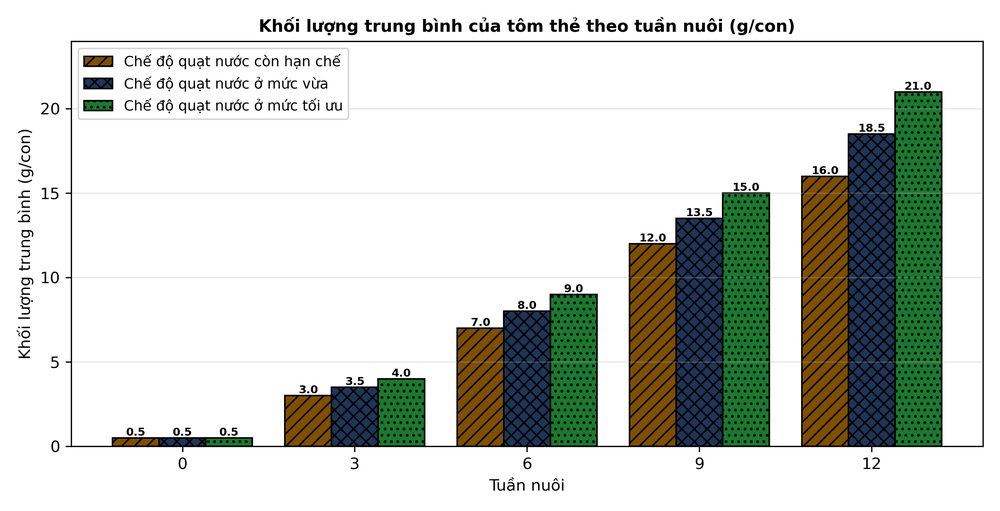 Khối lượng trung bình của tôm thẻ theo tuần nuôi (g/con)
Chế độ quạt nước còn hạn chế
Chế độ quạt nước ở mức vừa
Chế độ quạt nước ở mức tối ưu
Khối lượng trung bình (g/con)
20
15
10
5
0
0.5 0.5 0.5
3.0 3.5 4.0
7.0 8.0 9.0
12.0 13.5 15.0
16.0 18.5 21.0
0 3 6 9 12
Tuần nuôi